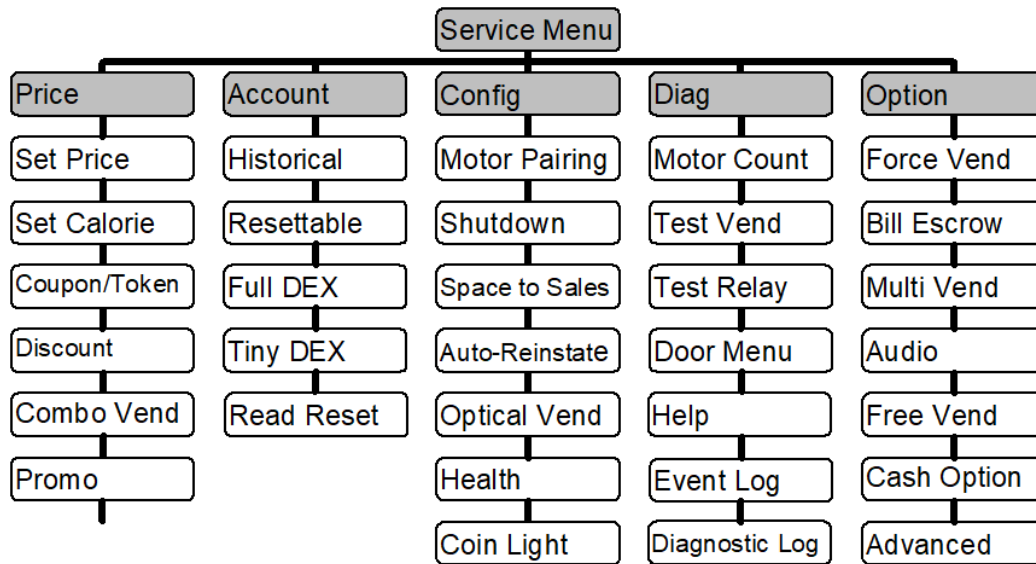 Service Menu
Price
Account
Config
Diag
Option
Set Price
Historical
Motor Pairing
Motor Count
Force Vend
Set Calorie
Resettable
Shutdown
Test Vend
Bill Escrow
Coupon/Token
Full DEX
Space to Sales
Test Relay
Multi Vend
Discount
Tiny DEX
Auto-Reinstate
Door Menu
Audio
Combo Vend
Read Reset
Optical Vend
Help
Free Vend
Promo
Health
Event Log
Cash Option
Coin Light
Diagnostic Log
Advanced